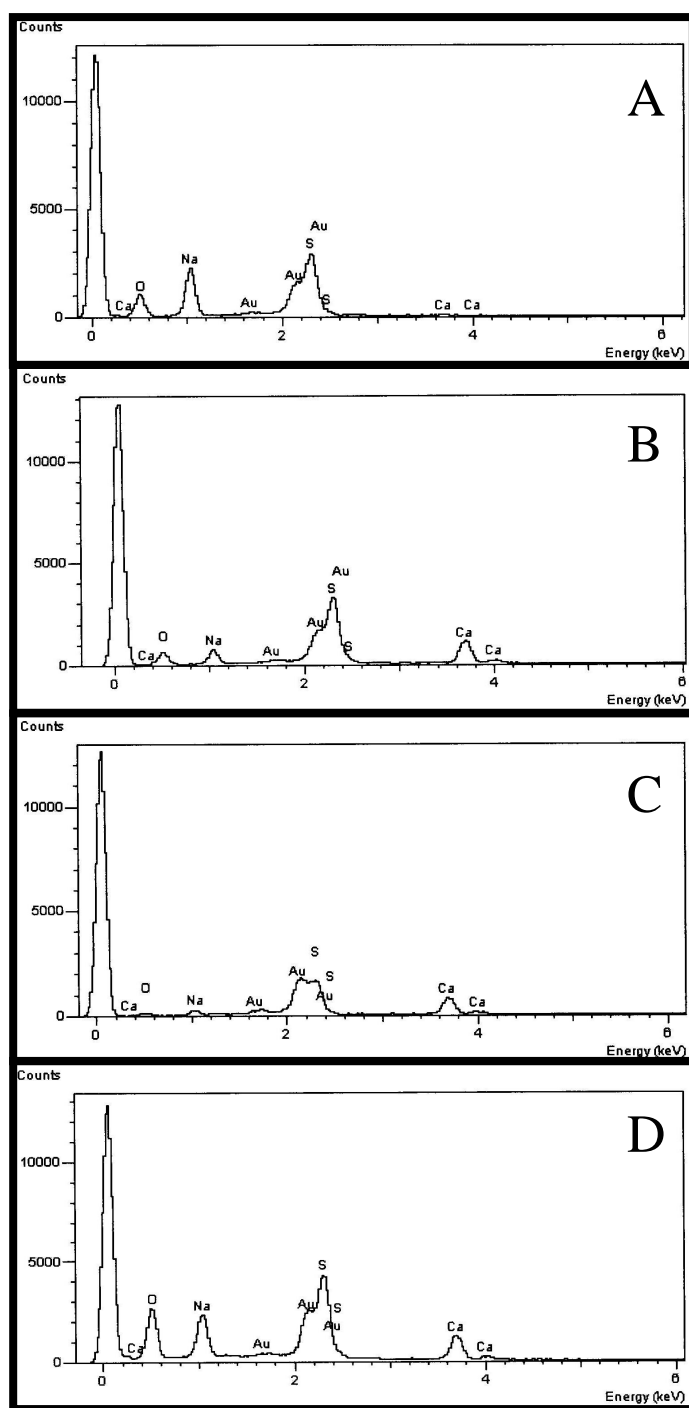 Counts
A
10000
Au
5000
S
Na
O
Au
S
Ca
Au
Ca Ca
0
0 2 4 6
Energy (keV)
Counts
B
10000
5000
Au
S
Au
O
Na
S
Ca
Ca
Au
Ca
0
0 2 4 6
Energy (keV)
Counts
C
10000
5000
S
Au
S
O
Au
Ca
Ca
Na
Au
Ca
0
0 2 4 6
Energy (keV)
Counts
D
10000
5000
S
O
Na
Au
S
Au
Ca
Ca
Au
Ca
0
0 2 4 6
Energy (keV)